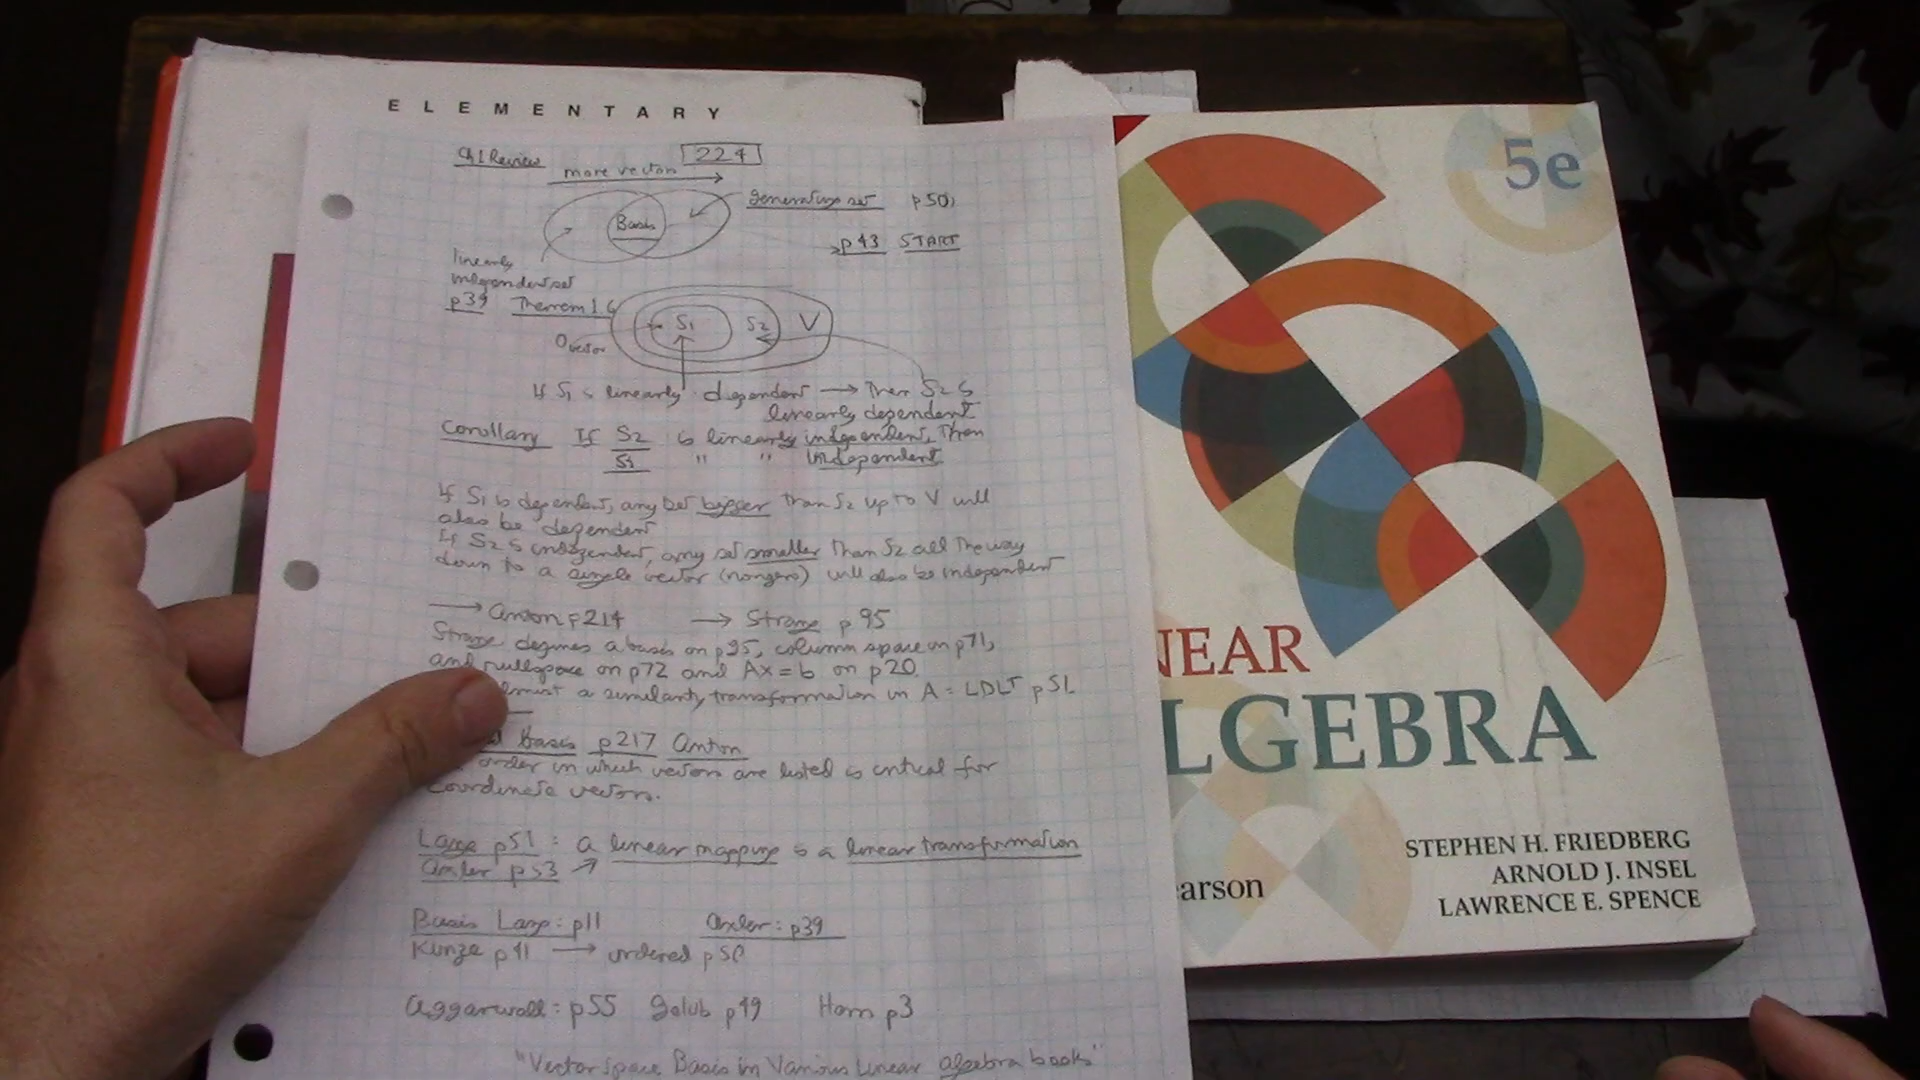 ELEMENTARY
Ch1 Review
224
more vectors
Basis
generating set p50
p43 START
linearly
independent set
p39 Theorem 1.6
S1 S2 V
0vector
If S1 is linearly dependent → Then S2 is
linearly dependent
Corollary If S2 is linearly independent, Then
S1 " " independent
If S1 is dependent, any set bigger than S2 up to V will
also be dependent
If S2 is independent, any set smaller than S2 all the way
down to a single vector (nonzero) will also be independent
→ Anton p214 → Strang p95
Strang defines a basis on p95, column space on p71,
and nullspace on p72 and Ax=b on p20.
a similarity transformation in A = LDLT p51
Basis p217 Anton
order in which vectors are listed is critical for
coordinate vectors.
Lang p51: a linear mapping is a linear transformation
Axler p53
Basis Lang: p11 Axler: p39
Kunze p41 → ordered p50
Aggarwal: p55 Golub p49 Horn p3
"Vector Space Basis in Various Linear algebra books"
5e
NEAR
LGEBRA
STEPHEN H. FRIEDBERG
ARNOLD J. INSEL
LAWRENCE E. SPENCE
earson